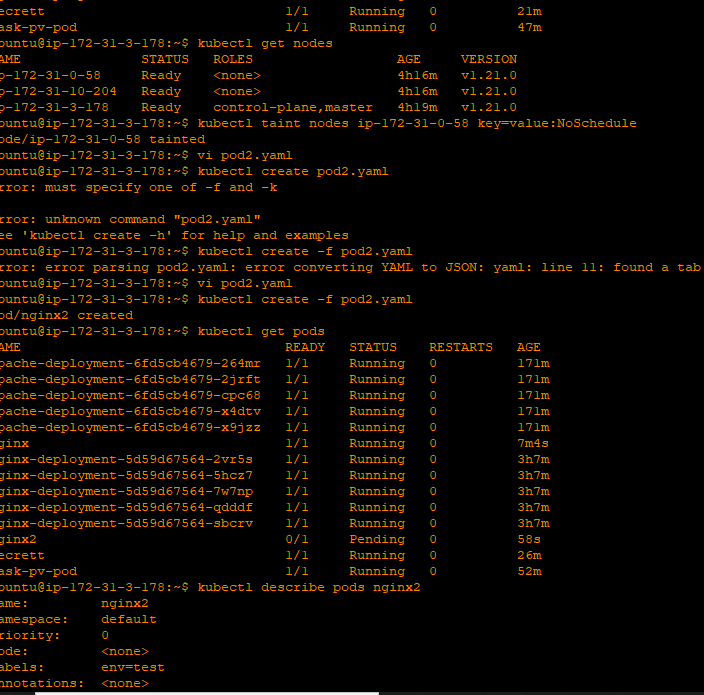 ecrett 1/1 Running 0 21m
ask-pv-pod 1/1 Running 0 47m
buntu@ip-172-31-3-178:~$ kubectl get nodes
AME STATUS ROLES AGE VERSION
p-172-31-0-58 Ready <none> 4h16m v1.21.0
p-172-31-10-204 Ready <none> 4h16m v1.21.0
p-172-31-3-178 Ready control-plane,master 4h19m v1.21.0
buntu@ip-172-31-3-178:~$ kubectl taint nodes ip-172-31-0-58 key=value:NoSchedule
ode/ip-172-31-0-58 tainted
buntu@ip-172-31-3-178:~$ vi pod2.yaml
buntu@ip-172-31-3-178:~$ kubectl create pod2.yaml
rror: must specify one of -f and -k
rror: unknown command "pod2.yaml"
ee 'kubectl create -h' for help and examples
buntu@ip-172-31-3-178:~$ kubectl create -f pod2.yaml
rror: error parsing pod2.yaml: error converting YAML to JSON: yaml: line 11: found a tab
buntu@ip-172-31-3-178:~$ vi pod2.yaml
buntu@ip-172-31-3-178:~$ kubectl create -f pod2.yaml
od/nginx2 created
buntu@ip-172-31-3-178:~$ kubectl get pods
AME READY STATUS RESTARTS AGE
pache-deployment-6fd5cb4679-264mr 1/1 Running 0 171m
pache-deployment-6fd5cb4679-2jrft 1/1 Running 0 171m
pache-deployment-6fd5cb4679-cpc68 1/1 Running 0 171m
pache-deployment-6fd5cb4679-x4dtv 1/1 Running 0 171m
pache-deployment-6fd5cb4679-x9jzz 1/1 Running 0 171m
ginx 1/1 Running 0 7m4s
ginx-deployment-5d59d67564-2vr5s 1/1 Running 0 3h7m
ginx-deployment-5d59d67564-5hcz7 1/1 Running 0 3h7m
ginx-deployment-5d59d67564-7w7np 1/1 Running 0 3h7m
ginx-deployment-5d59d67564-qdddf 1/1 Running 0 3h7m
ginx-deployment-5d59d67564-sbcrv 1/1 Running 0 3h7m
ginx2 0/1 Pending 0 58s
ecrett 1/1 Running 0 26m
ask-pv-pod 1/1 Running 0 52m
buntu@ip-172-31-3-178:~$ kubectl describe pods nginx2
ame: nginx2
amespace: default
riority: 0
ode: <none>
abels: env=test
nnotations: <none>